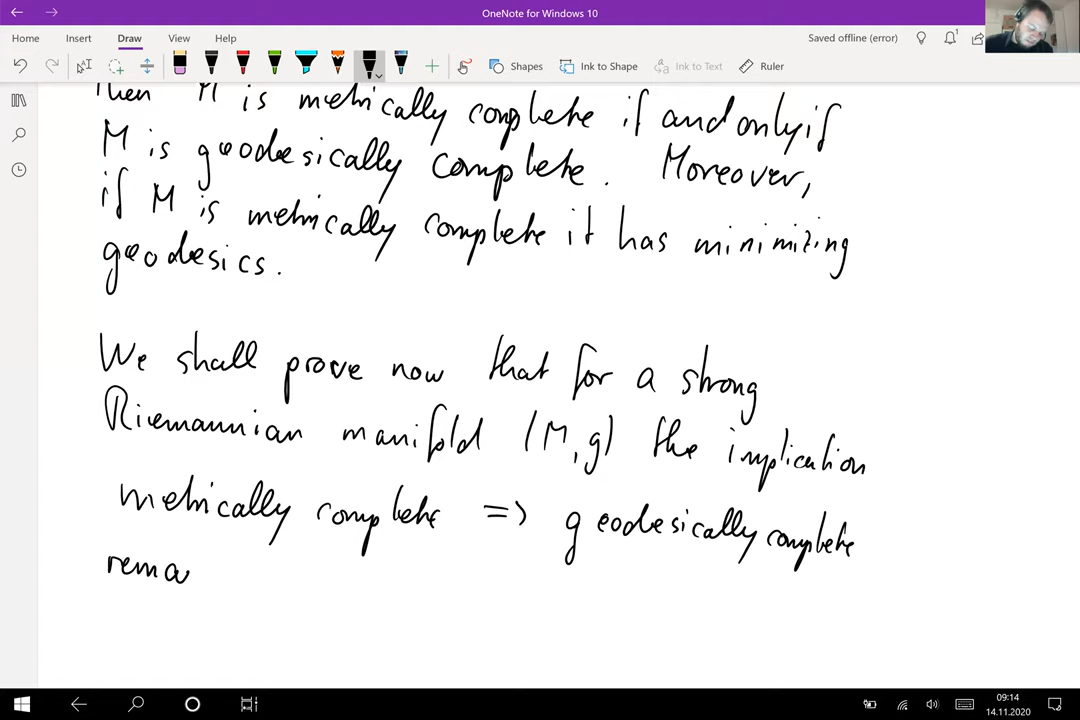 OneNote for Windows 10
Home Insert Draw View Help
Saved offline (error)
Shapes Ink to Shape Ink to Text Ruler
Then M is metrically complete if and only if
M is geodesically complete. Moreover,
if M is metrically complete it has minimizing
geodesics.
We shall prove now that for a strong
Riemannian manifold (M,g) the implication
metrically complete => geodesically complete
rema
09:14
14.11.2020